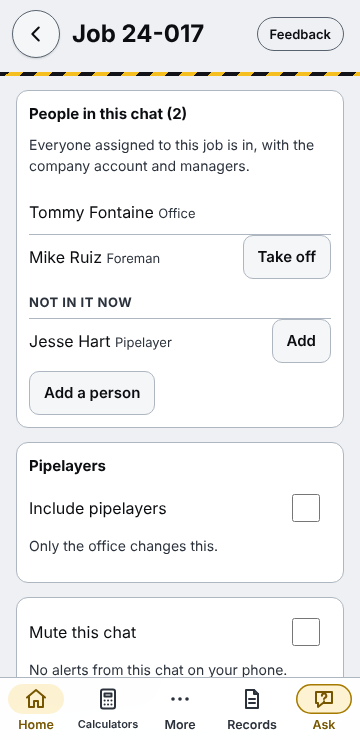 Job 24-017
Feedback
People in this chat (2)
Everyone assigned to this job is in, with the
company account and managers.
Tommy Fontaine Office
Mike Ruiz Foreman
Take off
NOT IN IT NOW
Jesse Hart Pipelayer
Add
Add a person
Pipelayers
Include pipelayers
Only the office changes this.
Mute this chat
No alerts from this chat on your phone.
Home
Calculators
More
Records
Ask